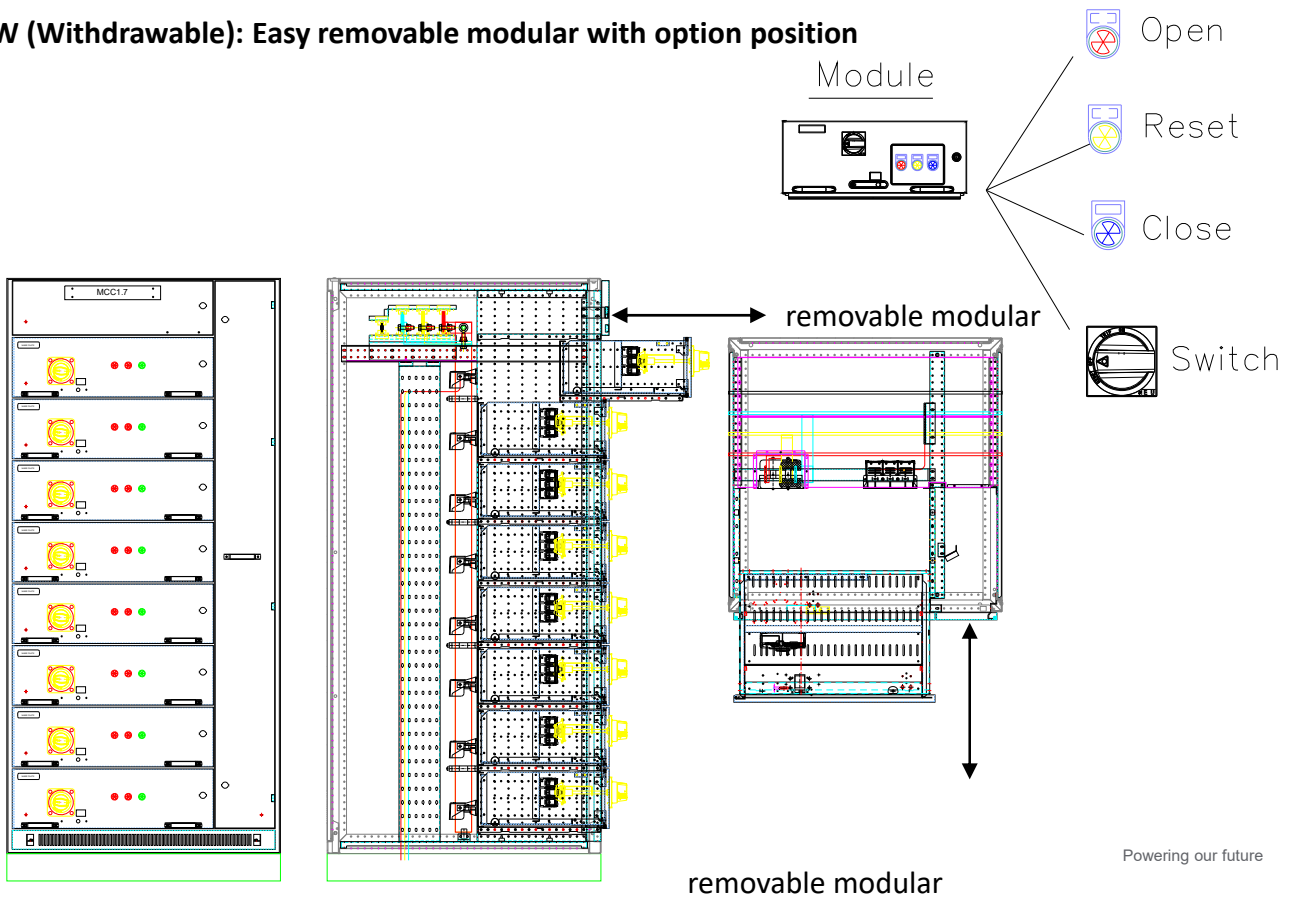 W (Withdrawable): Easy removable modular with option position
Open
Module
Reset
Close
MCC1.7
removable modular
Switch
Powering our future
removable modular